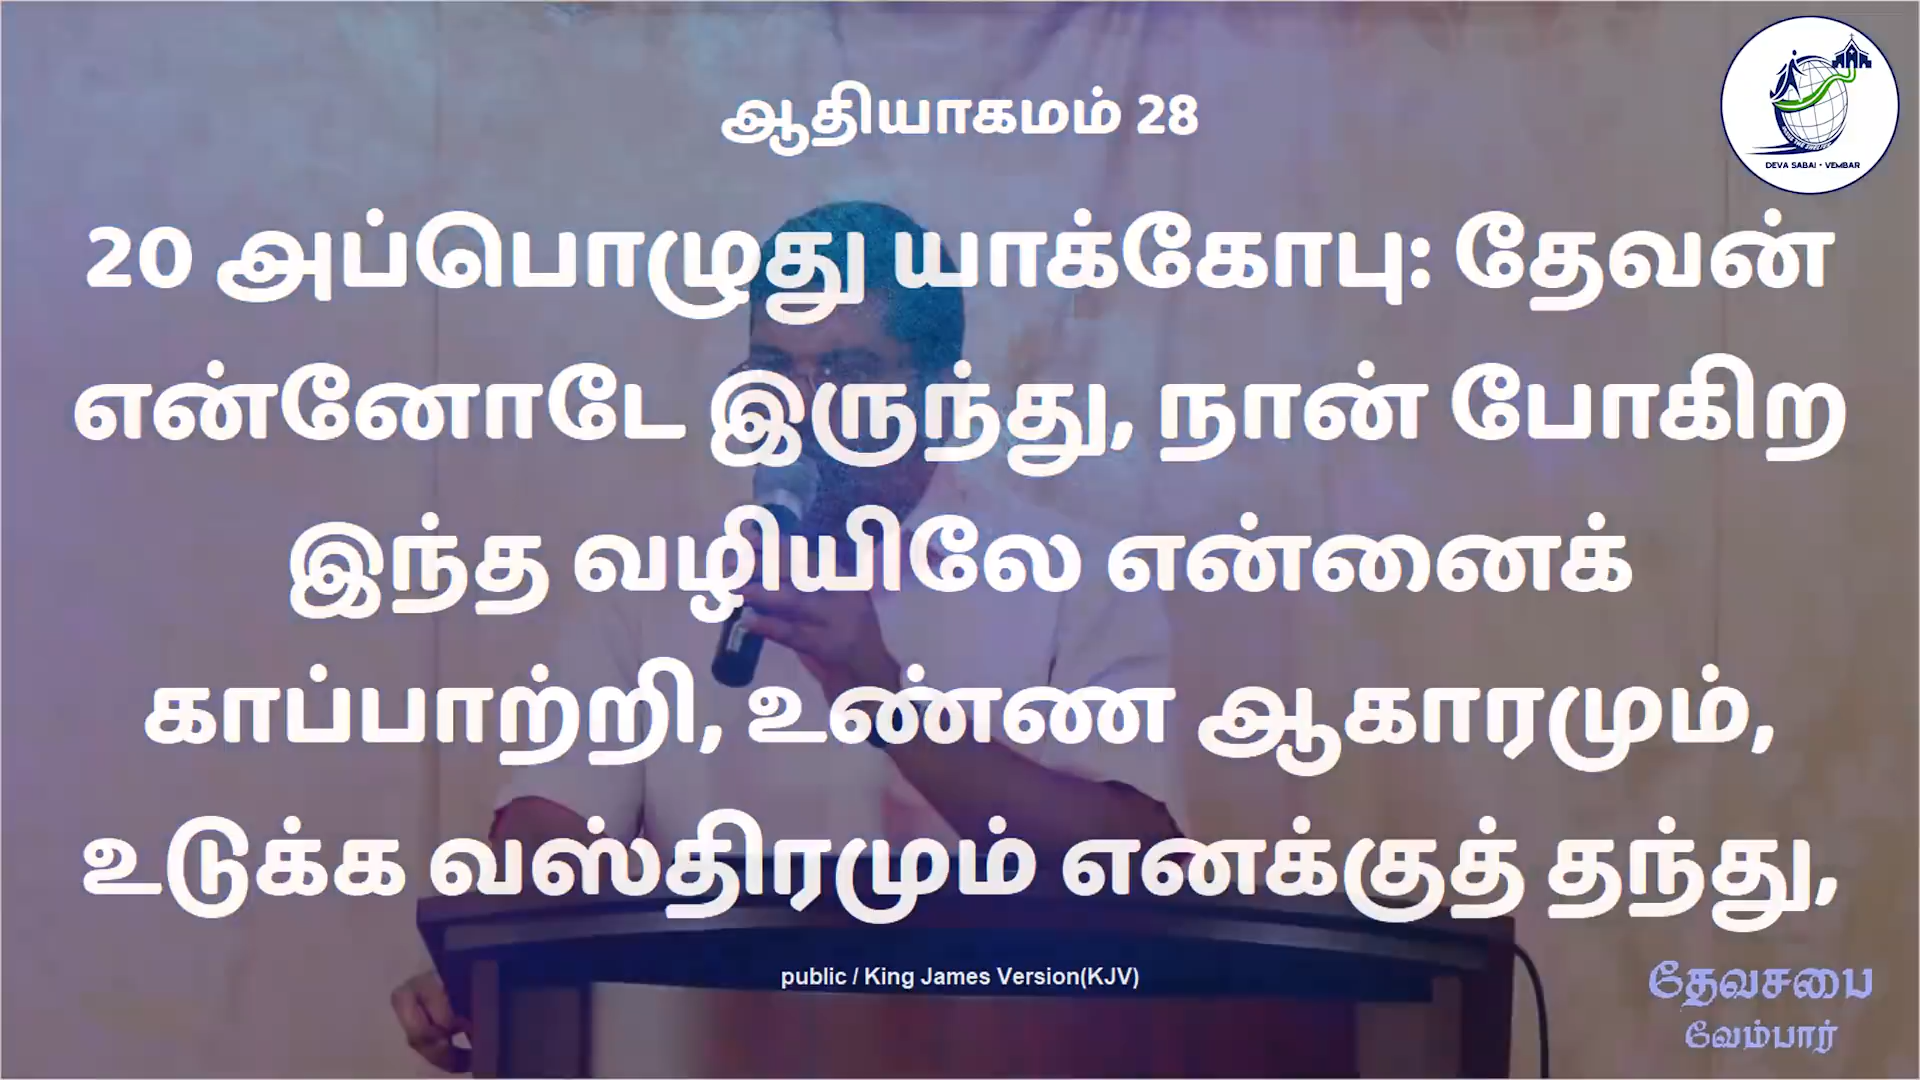 ஆதியாகமம் 28
20 அப்பொழுது யாக்கோபு: தேவன்
என்னோடே இருந்து, நான் போகிற
இந்த வழியிலே என்னைக்
காப்பாற்றி, உண்ண ஆகாரமும்,
உடுக்க வஸ்திரமும் எனக்குத் தந்து,
public / King James Version(KJV)
DEVA SABAI • VEMBAR
தேவசபை
வேம்பார்